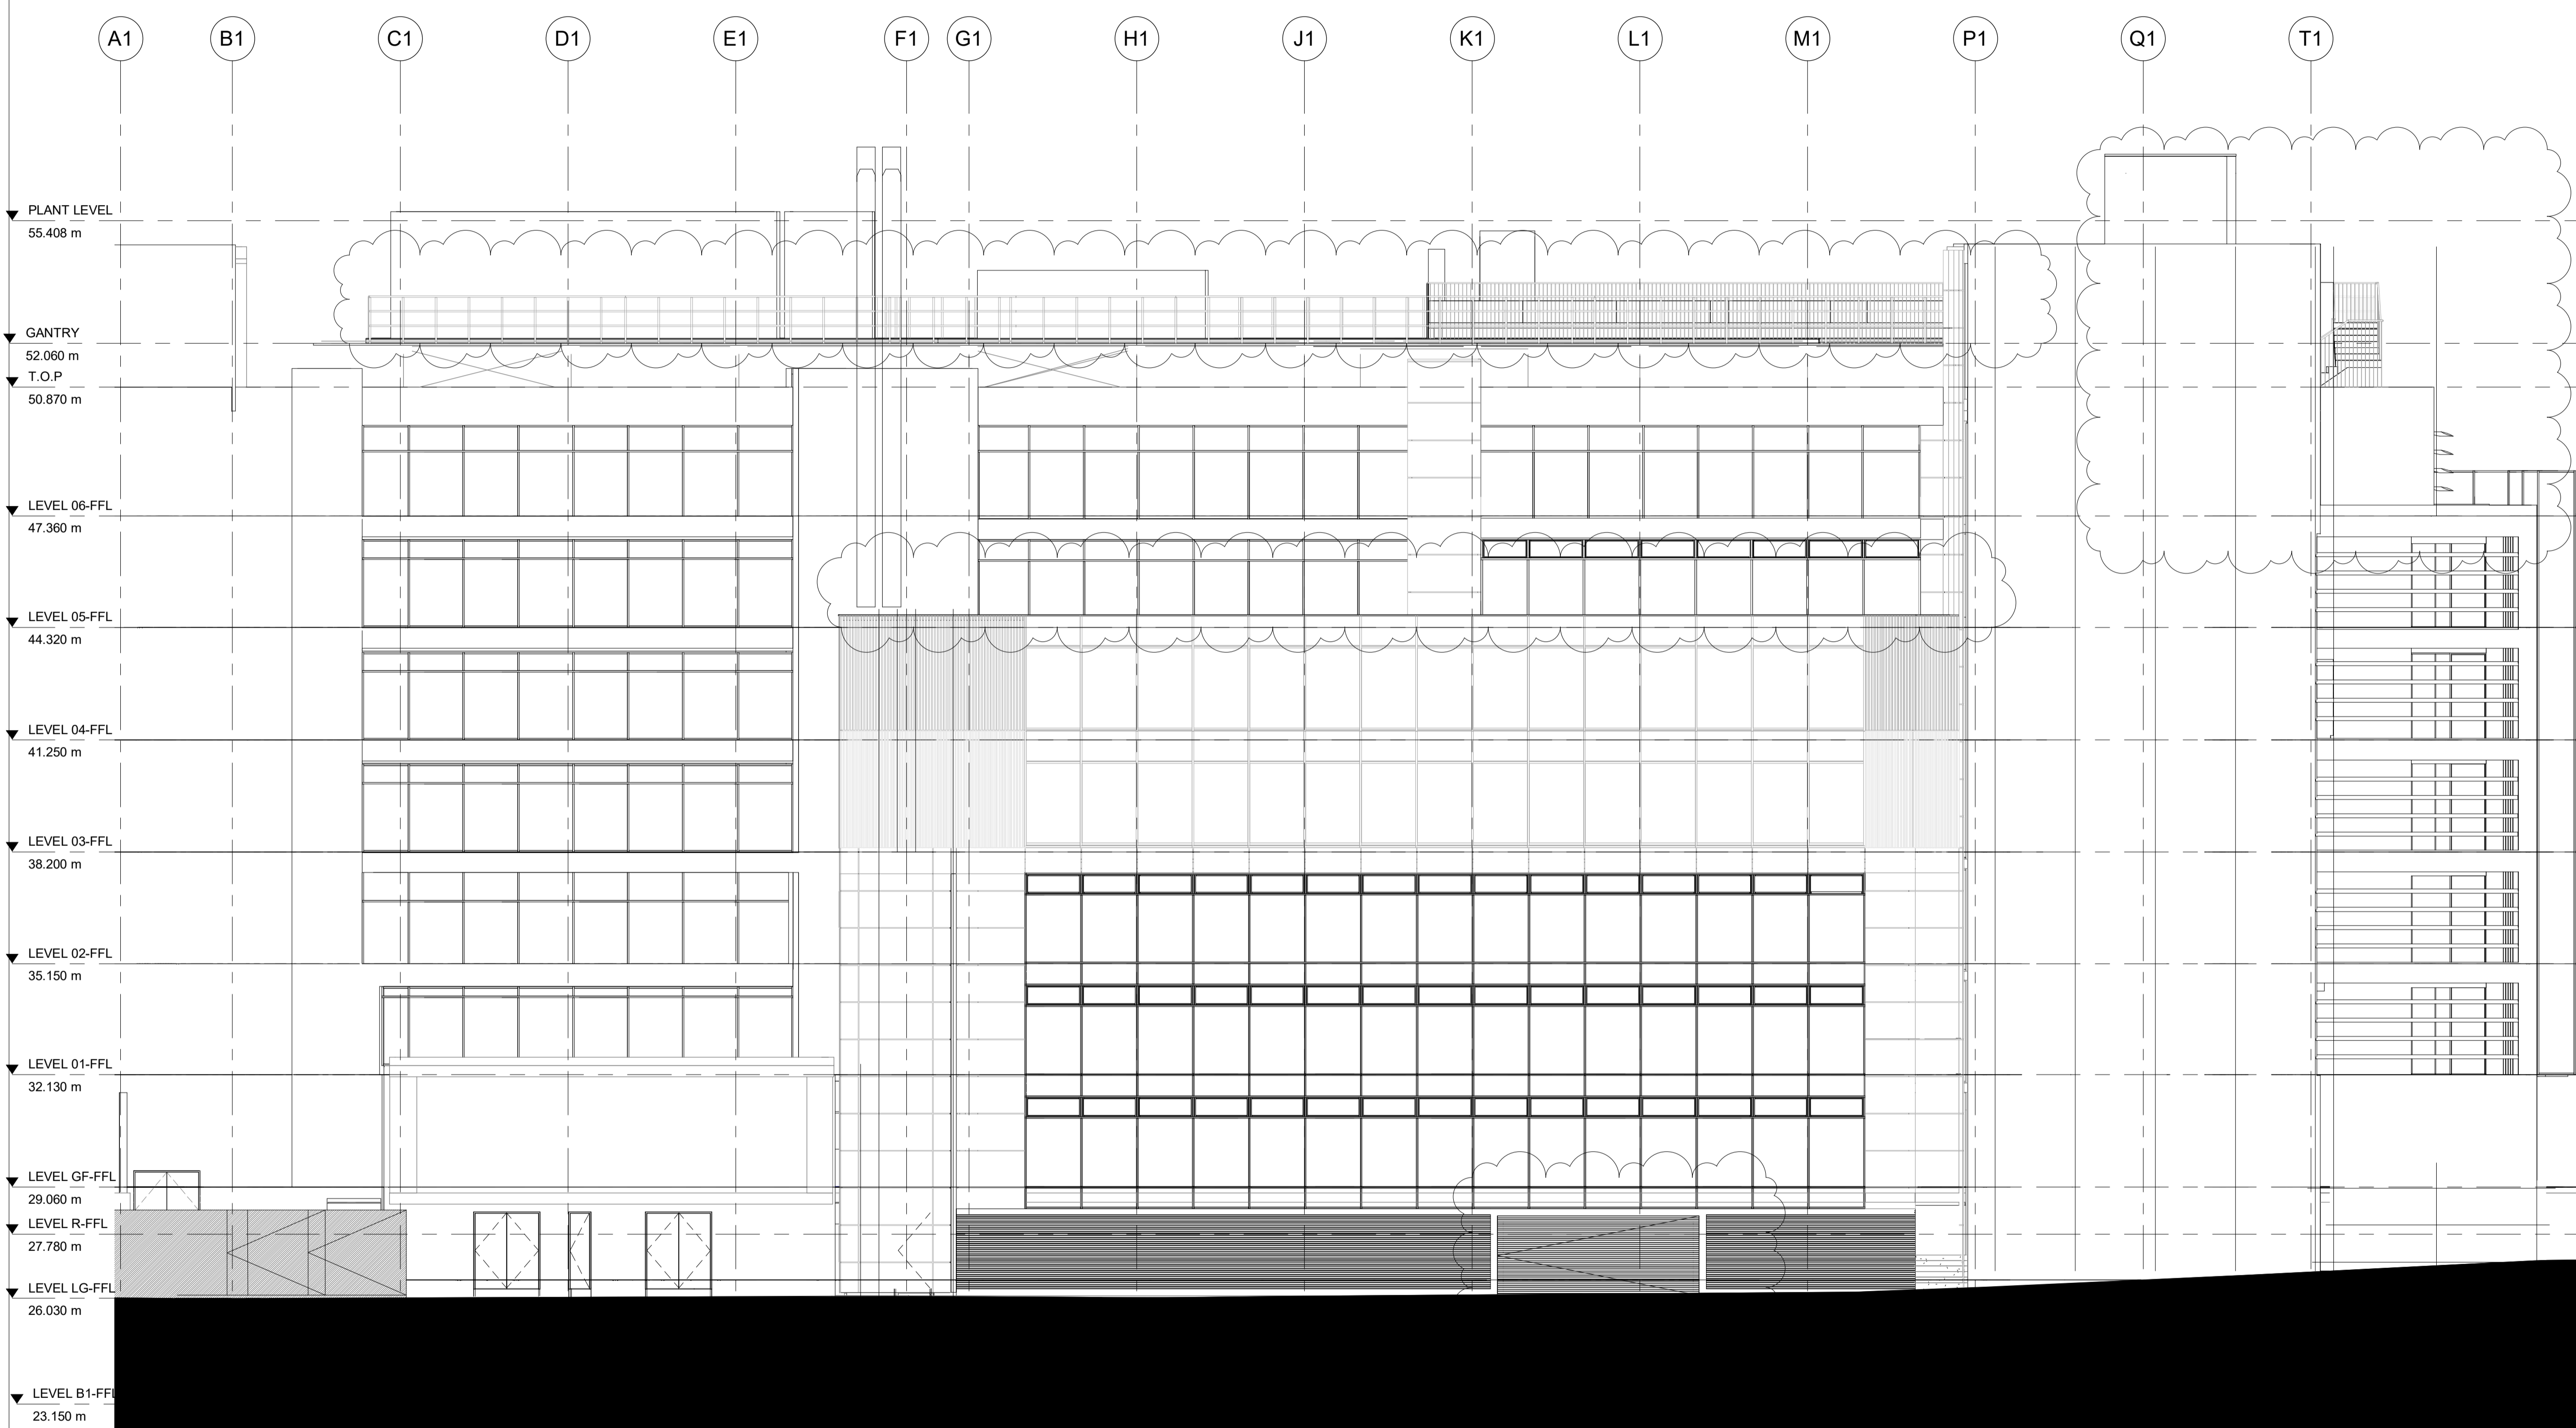 A1 B1 C1 D1 E1 F1 G1 H1 J1 K1 L1 M1 P1 Q1 T1
PLANT LEVEL
55.408 m
GANTRY
52.060 m
T.O.P
50.870 m
LEVEL 06-FFL
47.360 m
LEVEL 05-FFL
44.320 m
LEVEL 04-FFL
41.250 m
LEVEL 03-FFL
38.200 m
LEVEL 02-FFL
35.150 m
LEVEL 01-FFL
32.130 m
LEVEL GF-FFL
29.060 m
LEVEL R-FFL
27.780 m
LEVEL LG-FFL
26.030 m
LEVEL B1-FFL
23.150 m